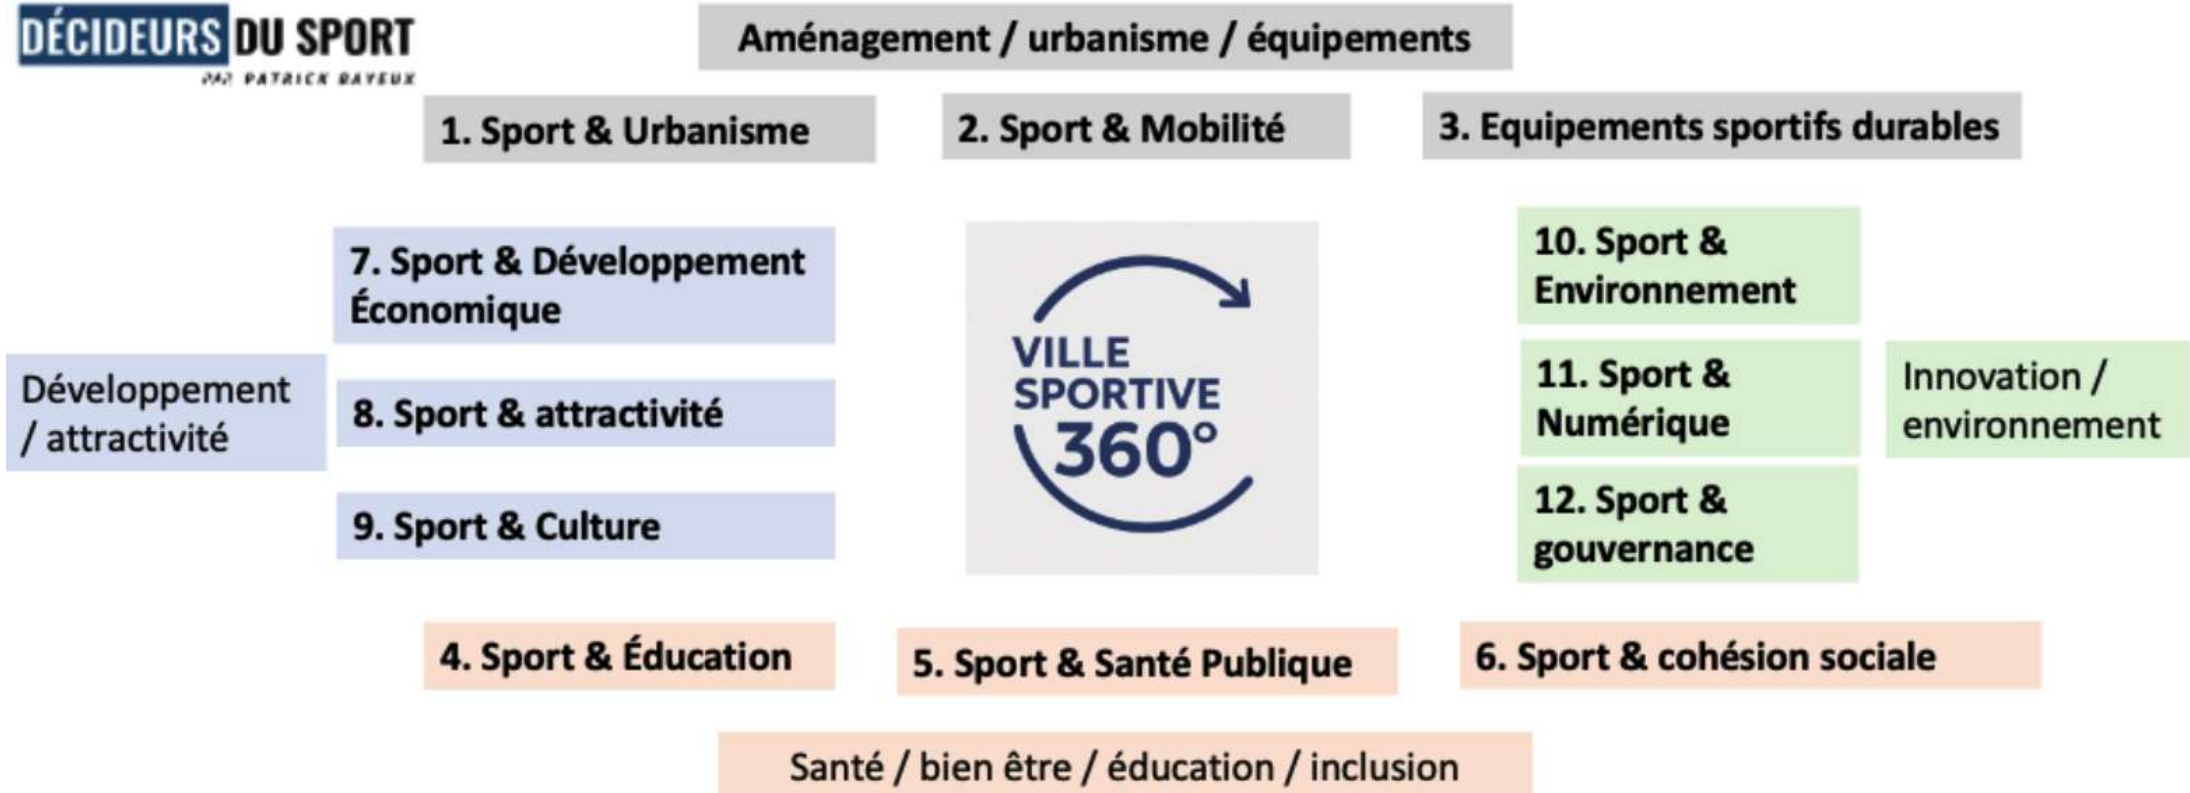 DÉCIDEURS DU SPORT
PAR PATRICK BAYEUX
Aménagement / urbanisme / équipements
1. Sport & Urbanisme
2. Sport & Mobilité
3. Equipements sportifs durables
7. Sport & Développement
Économique
Développement
/ attractivité
8. Sport & attractivité
9. Sport & Culture
VILLE
SPORTIVE
360°
10. Sport &
Environnement
11. Sport &
Numérique
12. Sport &
gouvernance
Innovation /
environnement
4. Sport & Éducation
5. Sport & Santé Publique
6. Sport & cohésion sociale
Santé / bien être / éducation / inclusion